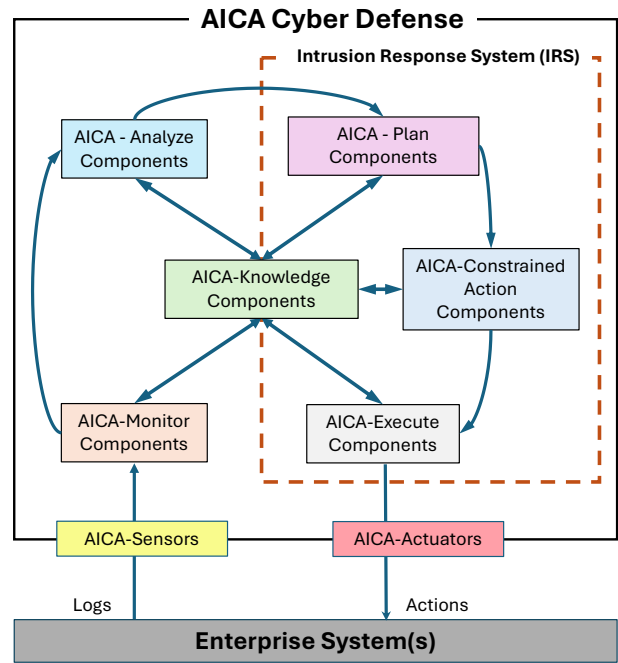 AICA Cyber Defense
Intrusion Response System (IRS)
AICA - Analyze
Components
AICA - Plan
Components
AICA-Knowledge
Components
AICA-Constrained
Action
Components
AICA-Monitor
Components
AICA-Execute
Components
AICA-Sensors
AICA-Actuators
Logs
Actions
Enterprise System(s)